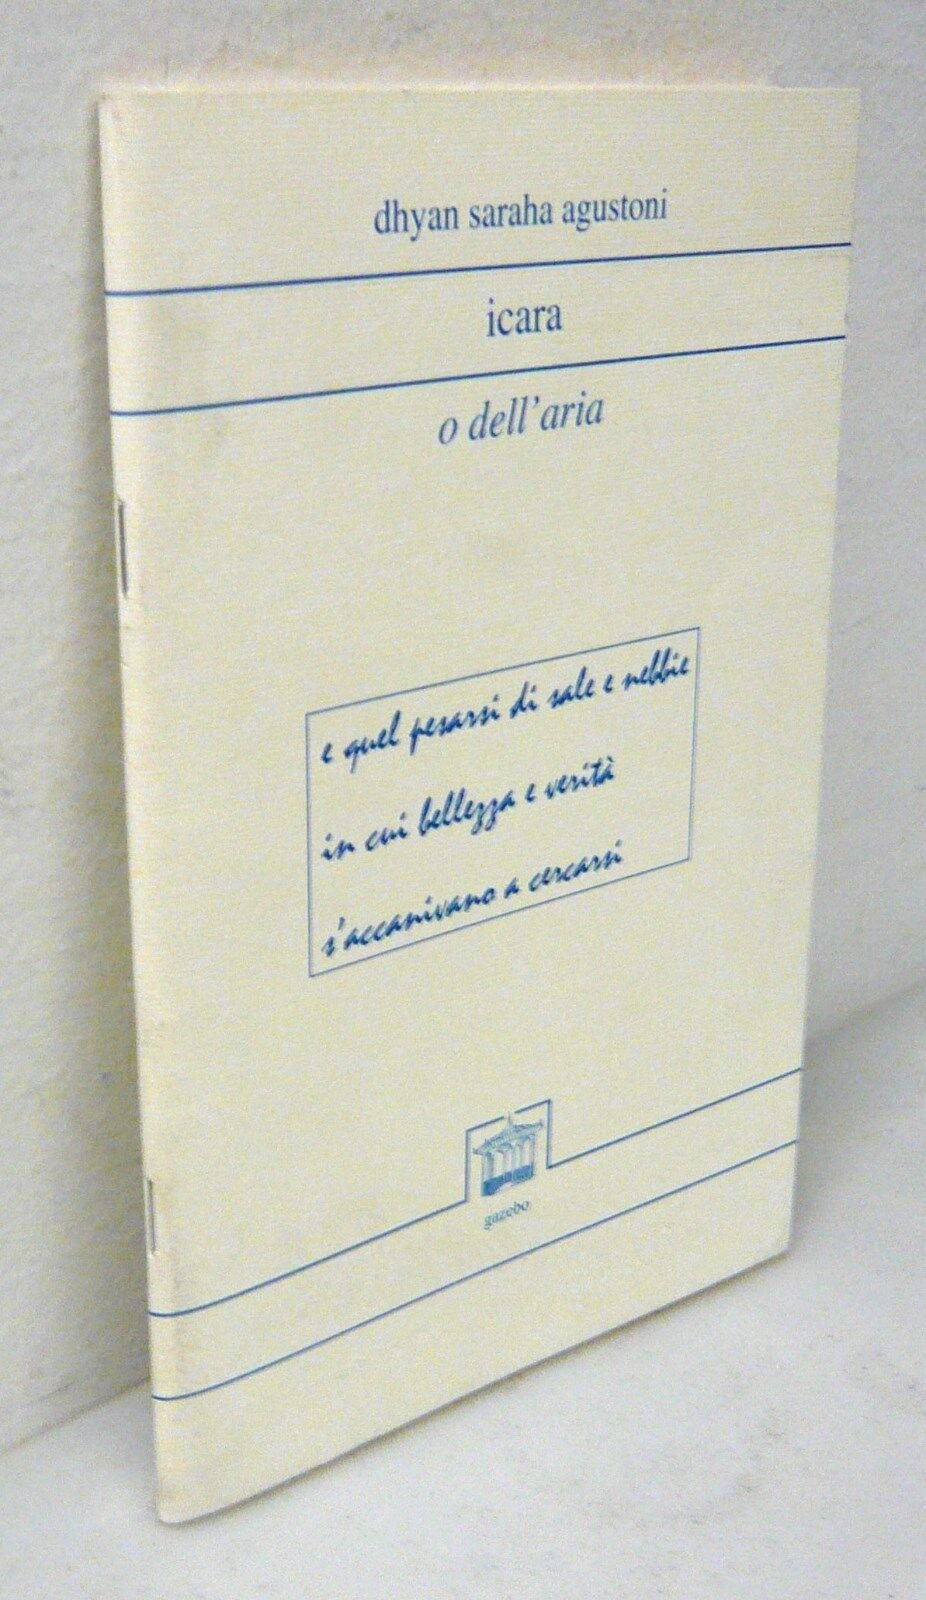 dhyan saraha agustoni
icara
o dell'aria
e quel pesarsi di sale e nebbie
in cui bellezza e verità
s'accanivano a cercarsi
gazebo